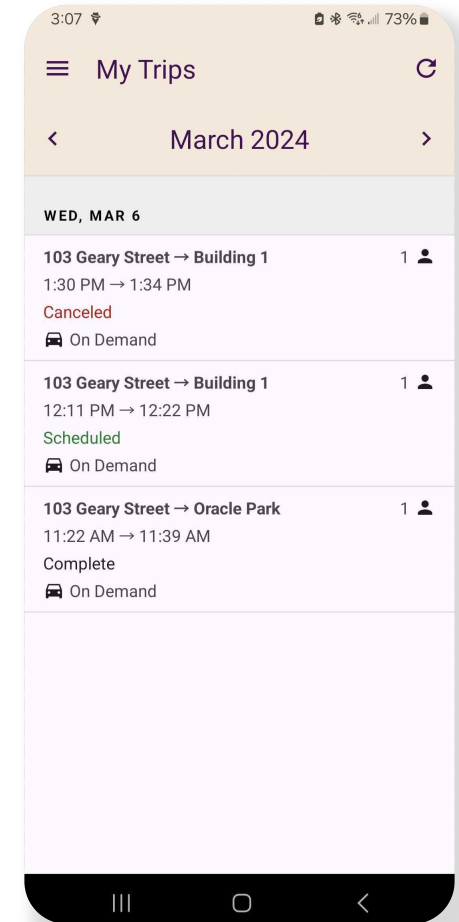 3:07 73%
My Trips
March 2024
WED, MAR 6
103 Geary Street → Building 1 1
1:30 PM → 1:34 PM
Canceled
On Demand
103 Geary Street → Building 1 1
12:11 PM → 12:22 PM
Scheduled
On Demand
103 Geary Street → Oracle Park 1
11:22 AM → 11:39 AM
Complete
On Demand